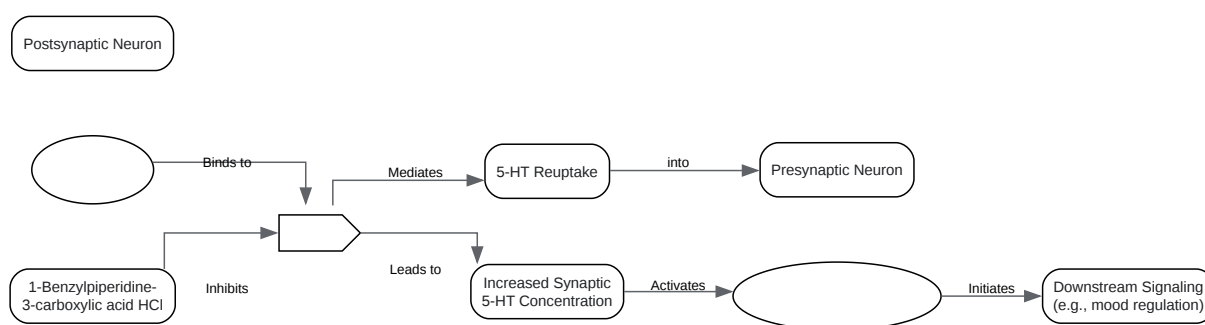 Postsynaptic Neuron
Binds to
Mediates
5-HT Reuptake
into
Presynaptic Neuron
1-Benzylpiperidine-
3-carboxylic acid HCl
Inhibits
Leads to
Increased Synaptic
5-HT Concentration
Activates
Initiates
Downstream Signaling
(e.g., mood regulation)